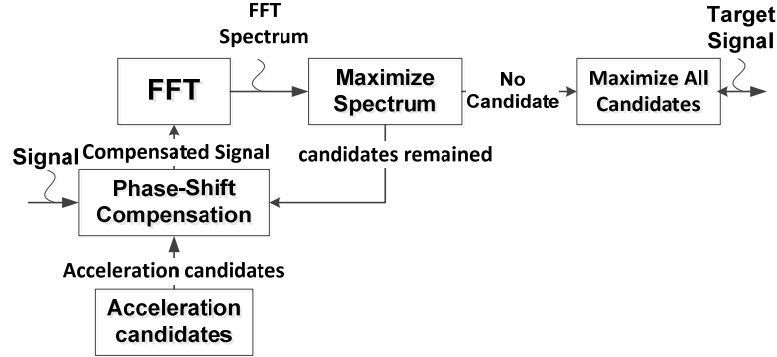 FFT
Spectrum
Target
Signal
FFT
Maximize
Spectrum
No
Candidate
Maximize All
Candidates
Signal
Compensated Signal
candidates remained
Phase-Shift
Compensation
Acceleration candidates
Acceleration
candidates